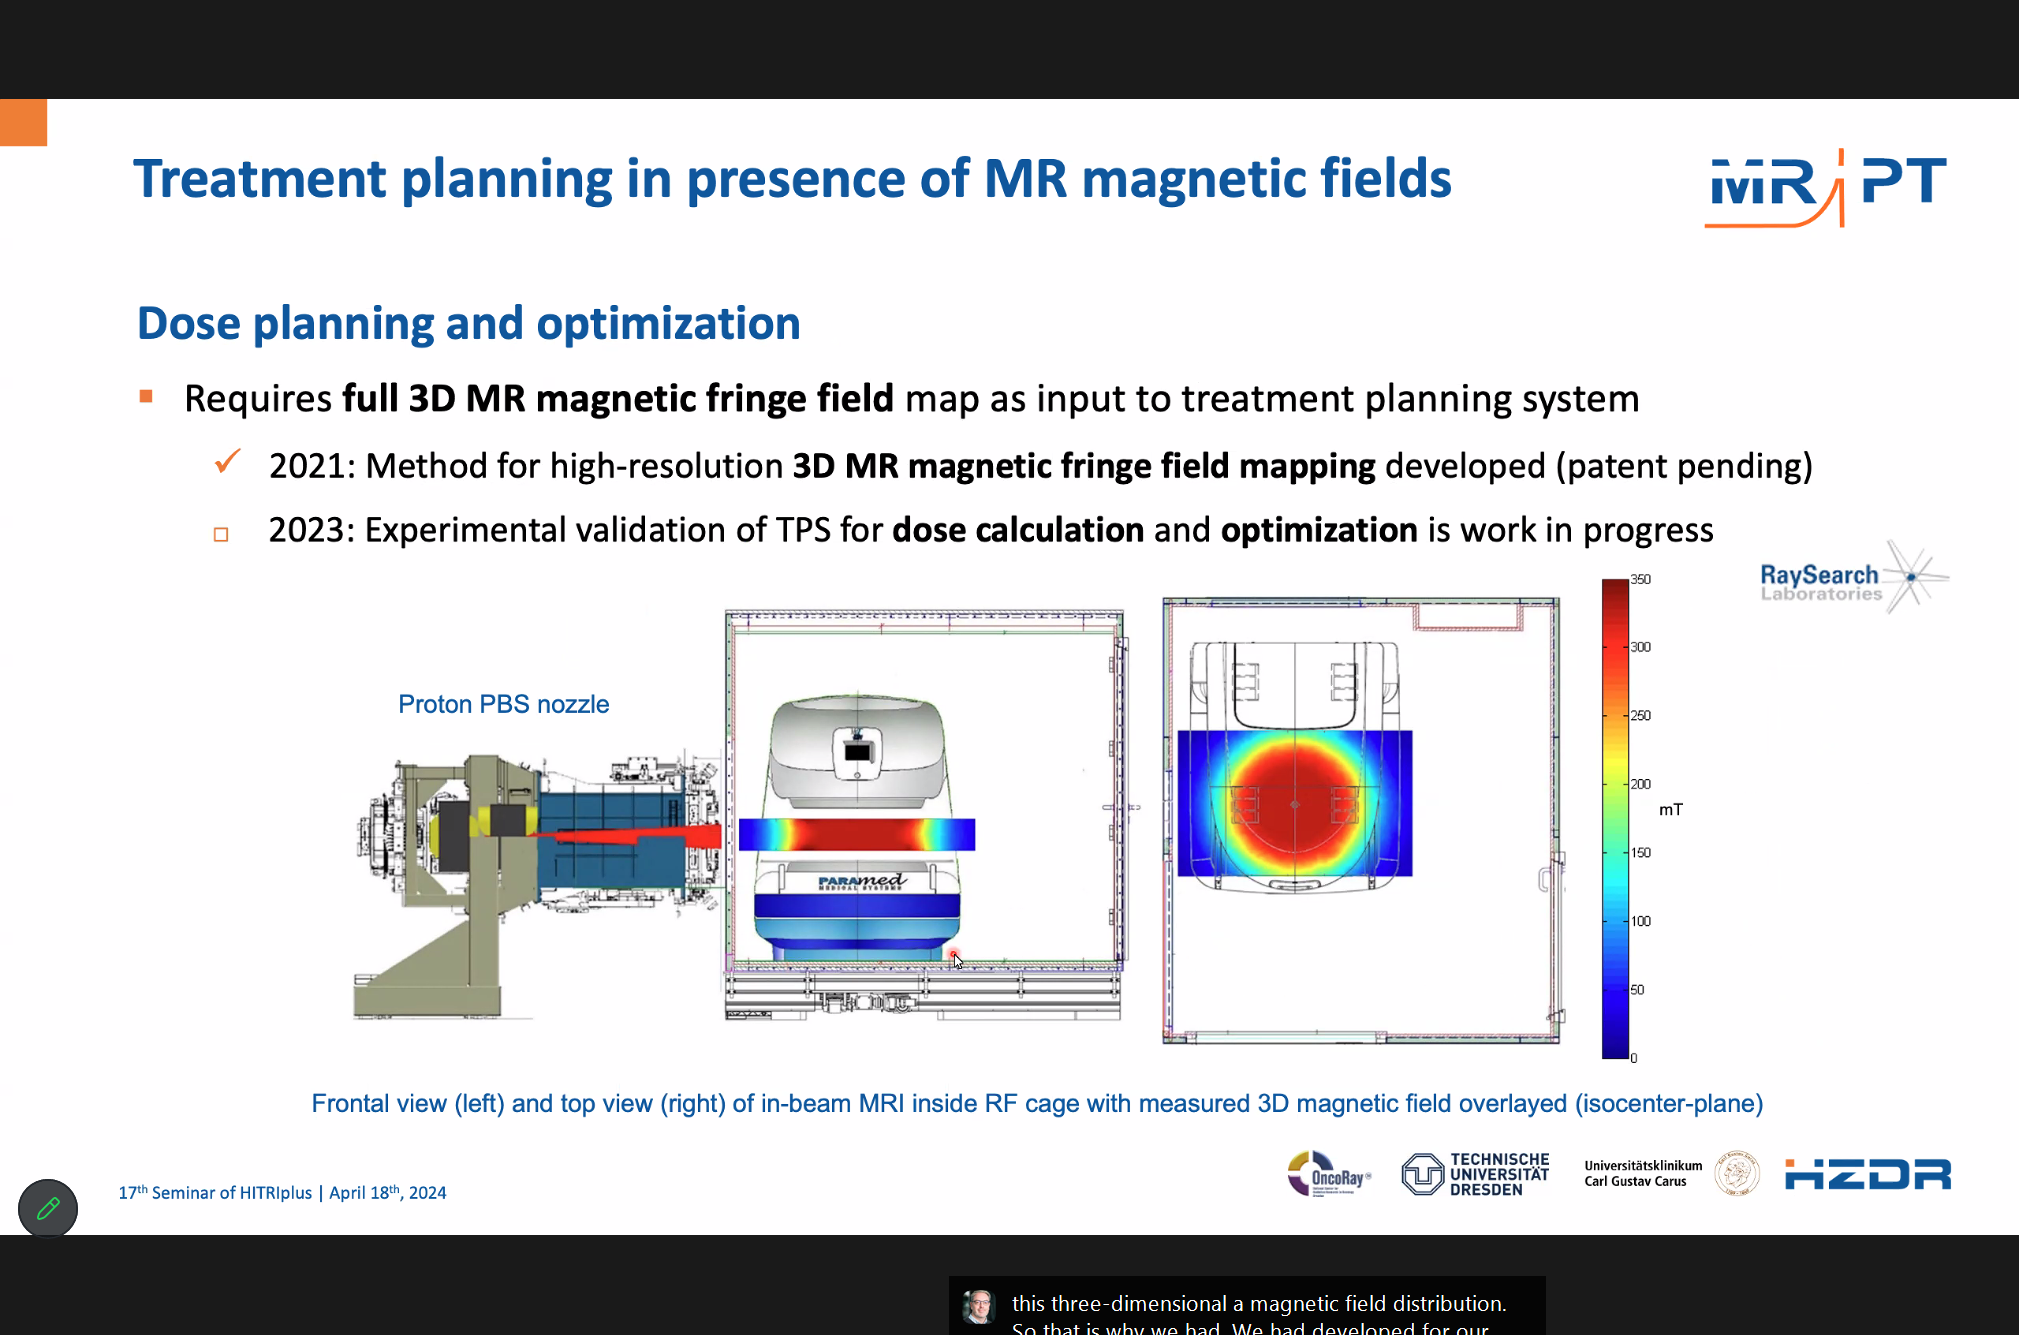 Treatment planning in presence of MR magnetic fields
MR PT
Dose planning and optimization
Requires full 3D MR magnetic fringe field map as input to treatment planning system
2021: Method for high-resolution 3D MR magnetic fringe field mapping developed (patent pending)
2023: Experimental validation of TPS for dose calculation and optimization is work in progress
RaySearch
Laboratories
Proton PBS nozzle
PARAmed
MEDICAL SYSTEMS
350
300
250
200
mT
150
100
50
0
Frontal view (left) and top view (right) of in-beam MRI inside RF cage with measured 3D magnetic field overlayed (isocenter-plane)
17th Seminar of HITRIplus | April 18th, 2024
OncoRay®
TECHNISCHE
UNIVERSITÄT
DRESDEN
Universitätsklinikum
Carl Gustav Carus
HZDR
this three-dimensional a magnetic field distribution.
So that is why we had. We had developed for our